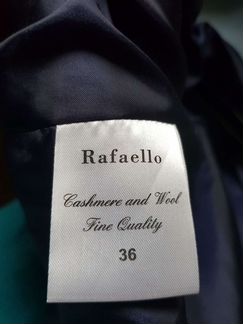 Rafaello
Cashmere and Wool
Fine Quality
36